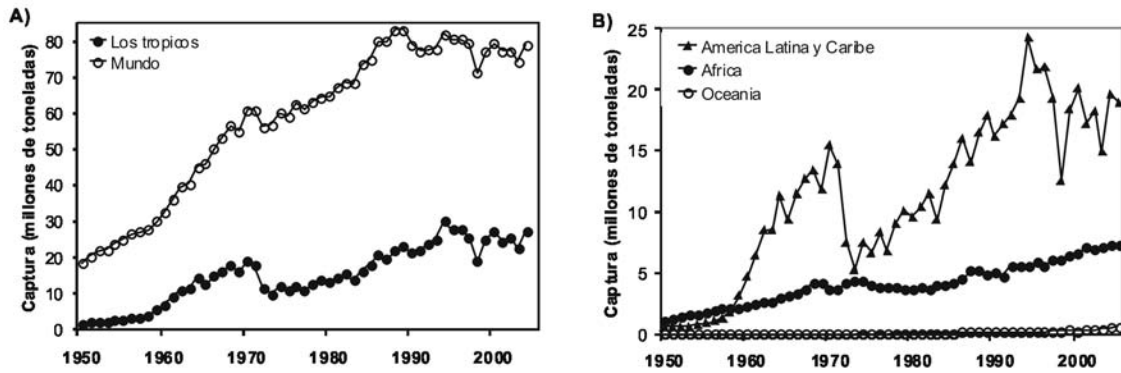 A)
Los tropicos
Mundo
Captura (millones de toneladas)
80
70
60
50
40
30
20
10
0
1950 1960 1970 1980 1990 2000
B)
America Latina y Caribe
Africa
Oceania
Captura (millones de toneladas)
25
20
15
10
5
0
1950 1960 1970 1980 1990 2000